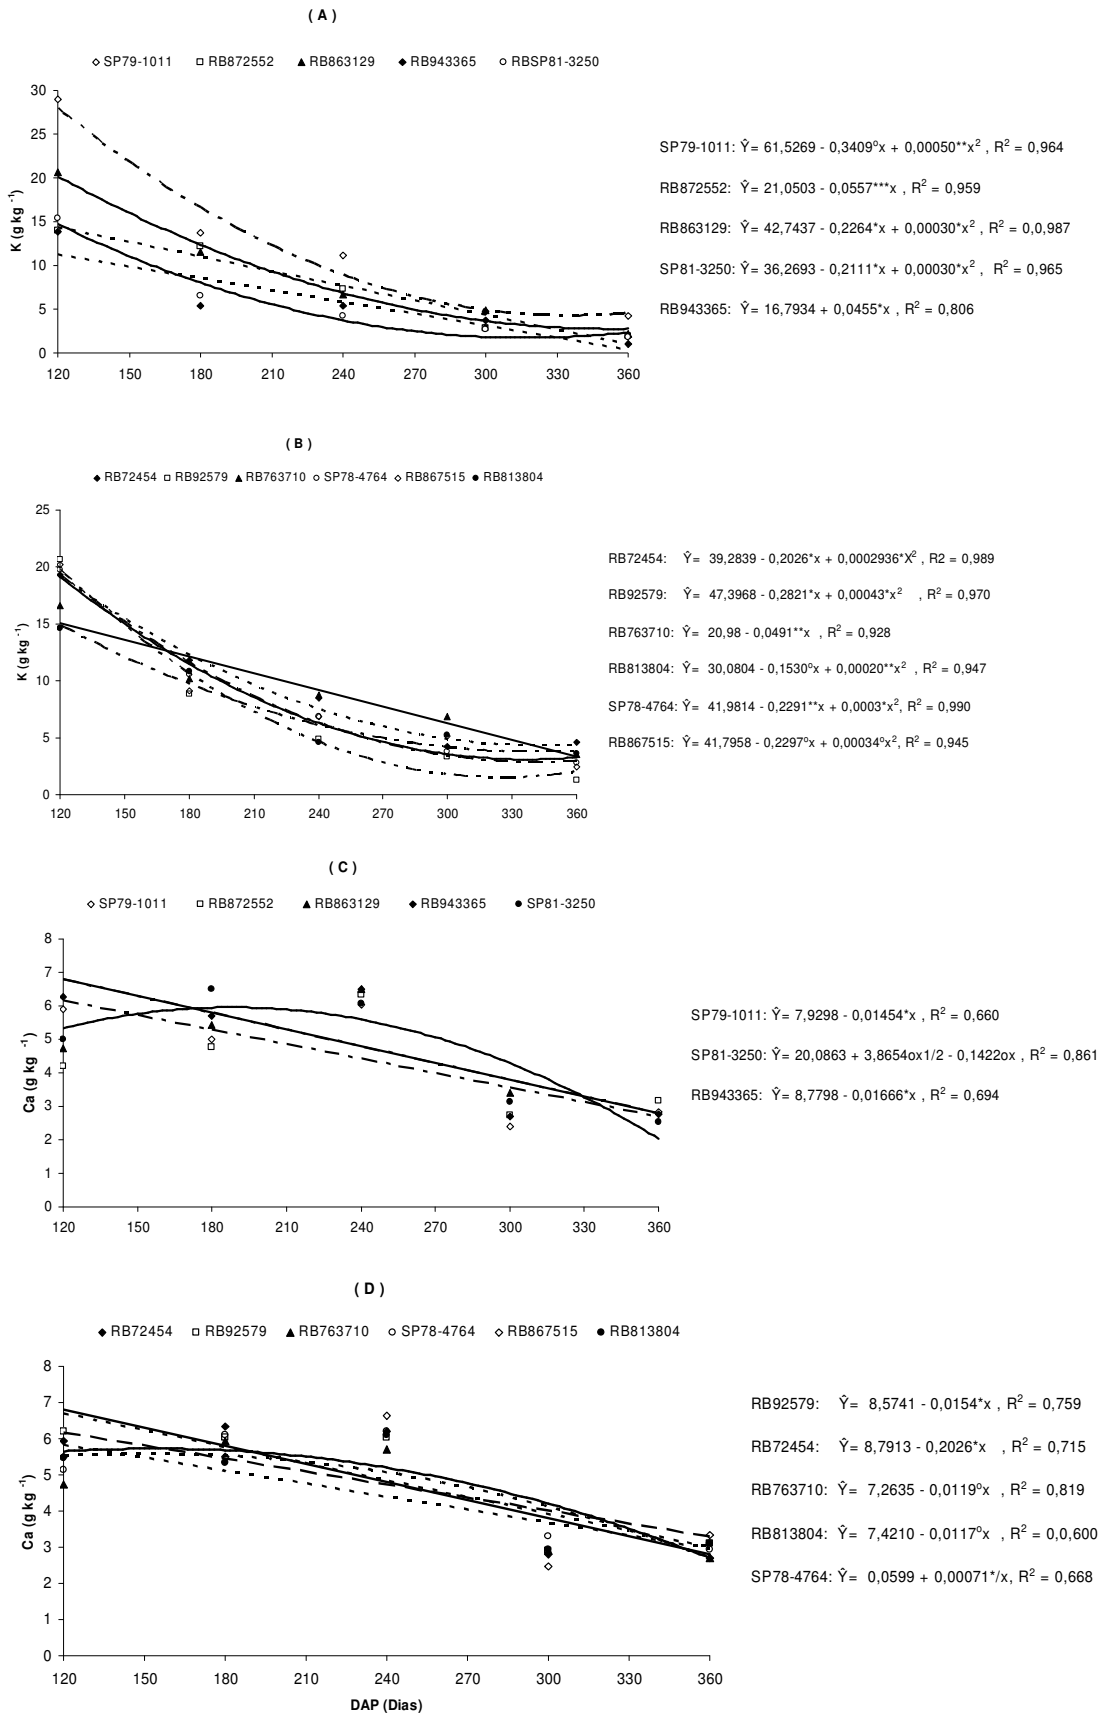 ( A )
SP79-1011 RB872552 RB863129 RB943365 RBSP81-3250
30
25
20
15
10
5
0
K (g kg -1)
120 150 180 210 240 270 300 330 360
SP79-1011: Ŷ= 61,5269 - 0,3409ºx + 0,00050**x² , R² = 0,964
RB872552: Ŷ= 21,0503 - 0,0557***x , R² = 0,959
RB863129: Ŷ= 42,7437 - 0,2264*x + 0,00030*x² , R² = 0,0,987
SP81-3250: Ŷ= 36,2693 - 0,2111*x + 0,00030*x² , R² = 0,965
RB943365: Ŷ= 16,7934 + 0,0455*x , R² = 0,806
( B )
RB72454 RB92579 RB763710 SP78-4764 RB867515 RB813804
25
20
15
10
5
0
K (g kg -1)
120 150 180 210 240 270 300 330 360
RB72454: Ŷ= 39,2839 - 0,2026*x + 0,0002936*X² , R2 = 0,989
RB92579: Ŷ= 47,3968 - 0,2821*x + 0,00043*x² , R² = 0,970
RB763710: Ŷ= 20,98 - 0,0491**x , R² = 0,928
RB813804: Ŷ= 30,0804 - 0,1530ºx + 0,00020**x² , R² = 0,947
SP78-4764: Ŷ= 41,9814 - 0,2291**x + 0,0003*x², R² = 0,990
RB867515: Ŷ= 41,7958 - 0,2297ºx + 0,00034ºx², R² = 0,945
( C )
SP79-1011 RB872552 RB863129 RB943365 SP81-3250
8
7
6
5
4
3
2
1
0
Ca (g kg -1)
120 150 180 210 240 270 300 330 360
SP79-1011: Ŷ= 7,9298 - 0,01454*x , R² = 0,660
SP81-3250: Ŷ= 20,0863 + 3,8654ox1/2 - 0,1422ox , R² = 0,861
RB943365: Ŷ= 8,7798 - 0,01666*x , R² = 0,694
( D )
RB72454 RB92579 RB763710 SP78-4764 RB867515 RB813804
8
7
6
5
4
3
2
1
0
Ca (g kg -1)
120 150 180 210 240 270 300 330 360
DAP (Dias)
RB92579: Ŷ= 8,5741 - 0,0154*x , R² = 0,759
RB72454: Ŷ= 8,7913 - 0,2026*x , R² = 0,715
RB763710: Ŷ= 7,2635 - 0,0119ºx , R² = 0,819
RB813804: Ŷ= 7,4210 - 0,0117ºx , R² = 0,0,600
SP78-4764: Ŷ= 0,0599 + 0,00071*/x, R² = 0,668